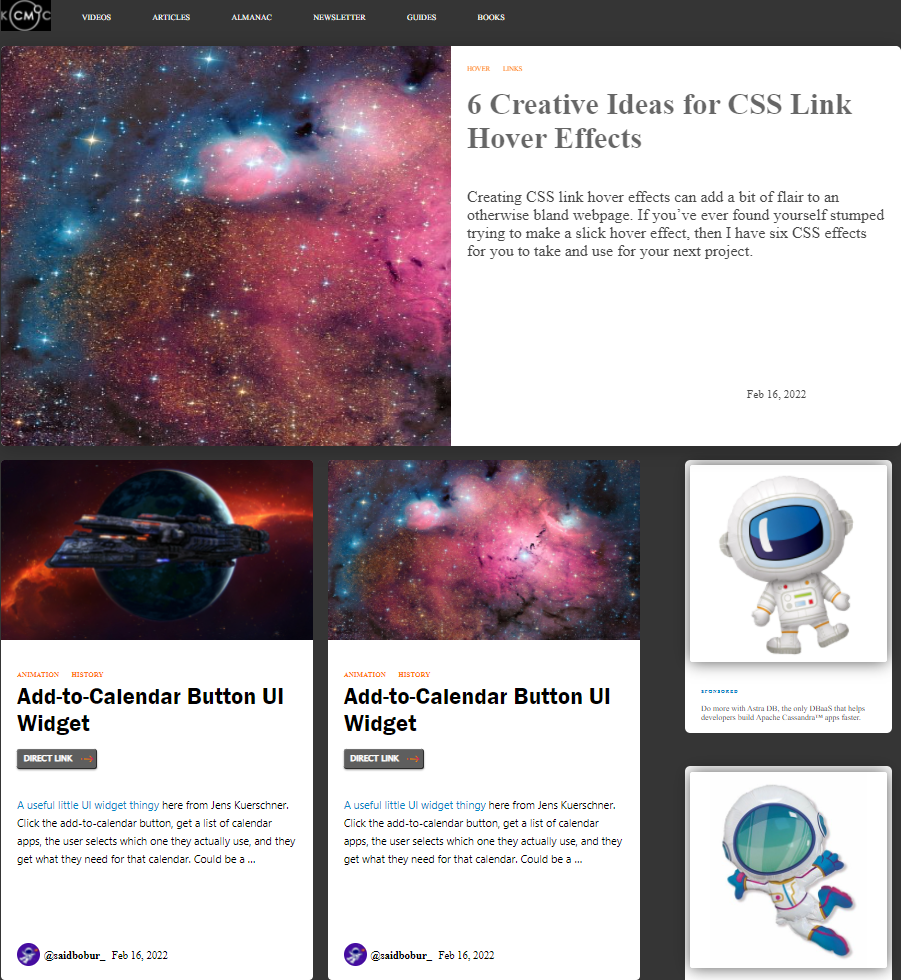 KCMC
VIDEOS ARTICLES ALMANAC NEWSLETTER GUIDES BOOKS
HOVER LINKS
6 Creative Ideas for CSS Link
Hover Effects
Creating CSS link hover effects can add a bit of flair to an
otherwise bland webpage. If you’ve ever found yourself stumped
trying to make a slick hover effect, then I have six CSS effects
for you to take and use for your next project.
Feb 16, 2022
ANIMATION HISTORY
Add-to-Calendar Button UI
Widget
DIRECT LINK
A useful little UI widget thingy here from Jens Kuerschner.
Click the add-to-calendar button, get a list of calendar
apps, the user selects which one they actually use, and they
get what they need for that calendar. Could be a ...
@saidbobur_ Feb 16, 2022
ANIMATION HISTORY
Add-to-Calendar Button UI
Widget
DIRECT LINK
A useful little UI widget thingy here from Jens Kuerschner.
Click the add-to-calendar button, get a list of calendar
apps, the user selects which one they actually use, and they
get what they need for that calendar. Could be a ...
@saidbobur_ Feb 16, 2022
SPONSORED
Do more with Astra DB, the only DBaaS that helps
developers build Apache Cassandra™ apps faster.